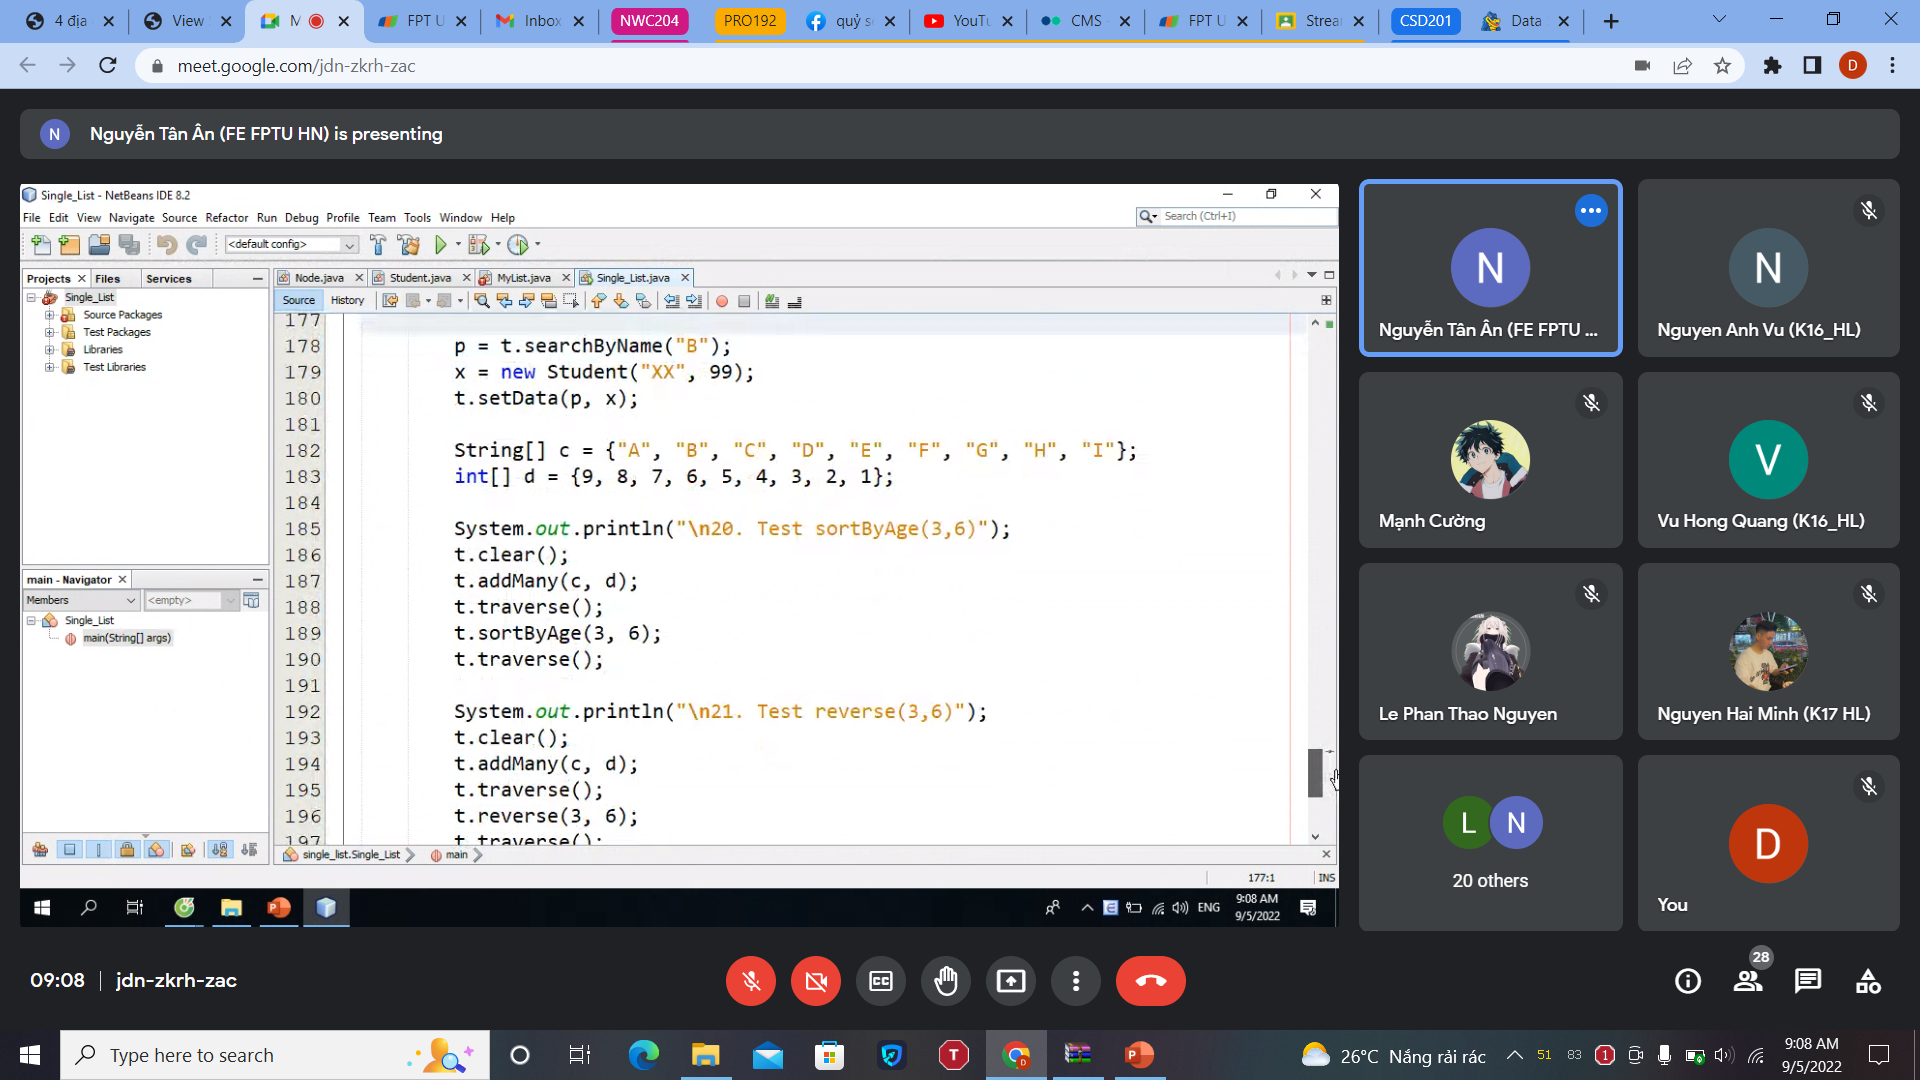 4 địa
View
M
FPT U
Inbox
NWC204
PRO192
quỷ s
YouTu
CMS
FPT U
Strea
CSD201
Data
meet.google.com/jdn-zkrh-zac
D
N
Nguyễn Tân Ân (FE FPTU HN) is presenting
Single_List - NetBeans IDE 8.2
File Edit View Navigate Source Refactor Run Debug Profile Team Tools Window Help
Search (Ctrl+I)
<default config>
Projects
Files
Services
Node.java
Student.java
MyList.java
Single_List.java
Source
History
Single_List
Source Packages
Test Packages
Libraries
Test Libraries
177
178 p = t.searchByName("B");
179 x = new Student("XX", 99);
180 t.setData(p, x);
181
182 String[] c = {"A", "B", "C", "D", "E", "F", "G", "H", "I"};
183 int[] d = {9, 8, 7, 6, 5, 4, 3, 2, 1};
184
185 System.out.println("\n20. Test sortByAge(3,6)");
186 t.clear();
187 t.addMany(c, d);
188 t.traverse();
189 t.sortByAge(3, 6);
190 t.traverse();
191
192 System.out.println("\n21. Test reverse(3,6)");
193 t.clear();
194 t.addMany(c, d);
195 t.traverse();
196 t.reverse(3, 6);
197 t.traverse();
main - Navigator
Members
<empty>
Single_List
main(String[] args)
single_list.Single_List
main
177:1
INS
ENG
9:08 AM
9/5/2022
N
Nguyễn Tân Ân (FE FPTU ...
N
Nguyen Anh Vu (K16_HL)
Mạnh Cường
V
Vu Hong Quang (K16_HL)
Le Phan Thao Nguyen
Nguyen Hai Minh (K17 HL)
L
N
20 others
D
You
09:08
jdn-zkrh-zac
28
Type here to search
26°C Nắng rải rác
51
83
1
9:08 AM
9/5/2022